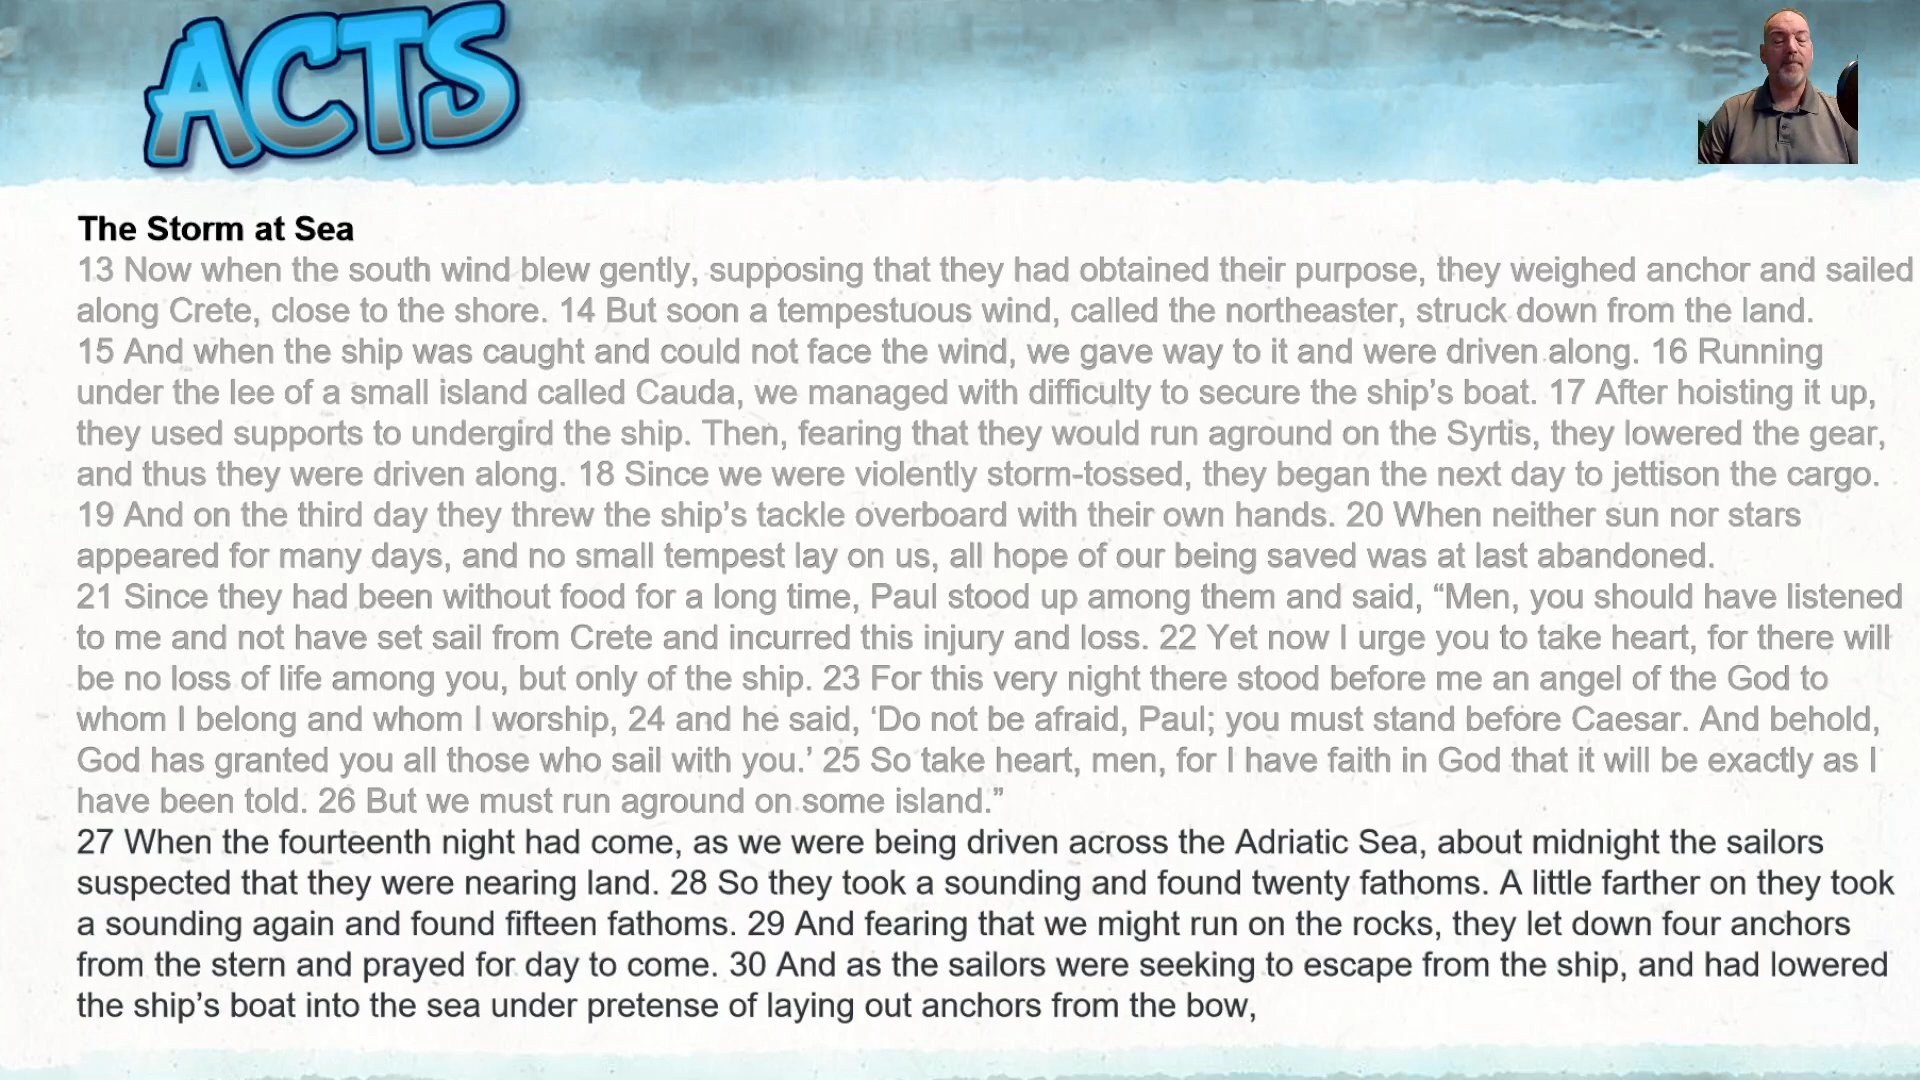 ACTS
The Storm at Sea
13 Now when the south wind blew gently, supposing that they had obtained their purpose, they weighed anchor and sailed
along Crete, close to the shore. 14 But soon a tempestuous wind, called the northeaster, struck down from the land.
15 And when the ship was caught and could not face the wind, we gave way to it and were driven along. 16 Running
under the lee of a small island called Cauda, we managed with difficulty to secure the ship’s boat. 17 After hoisting it up,
they used supports to undergird the ship. Then, fearing that they would run aground on the Syrtis, they lowered the gear,
and thus they were driven along. 18 Since we were violently storm-tossed, they began the next day to jettison the cargo.
19 And on the third day they threw the ship’s tackle overboard with their own hands. 20 When neither sun nor stars
appeared for many days, and no small tempest lay on us, all hope of our being saved was at last abandoned.
21 Since they had been without food for a long time, Paul stood up among them and said, “Men, you should have listened
to me and not have set sail from Crete and incurred this injury and loss. 22 Yet now I urge you to take heart, for there will
be no loss of life among you, but only of the ship. 23 For this very night there stood before me an angel of the God to
whom I belong and whom I worship, 24 and he said, ‘Do not be afraid, Paul; you must stand before Caesar. And behold,
God has granted you all those who sail with you.’ 25 So take heart, men, for I have faith in God that it will be exactly as I
have been told. 26 But we must run aground on some island.”
27 When the fourteenth night had come, as we were being driven across the Adriatic Sea, about midnight the sailors
suspected that they were nearing land. 28 So they took a sounding and found twenty fathoms. A little farther on they took
a sounding again and found fifteen fathoms. 29 And fearing that we might run on the rocks, they let down four anchors
from the stern and prayed for day to come. 30 And as the sailors were seeking to escape from the ship, and had lowered
the ship’s boat into the sea under pretense of laying out anchors from the bow,